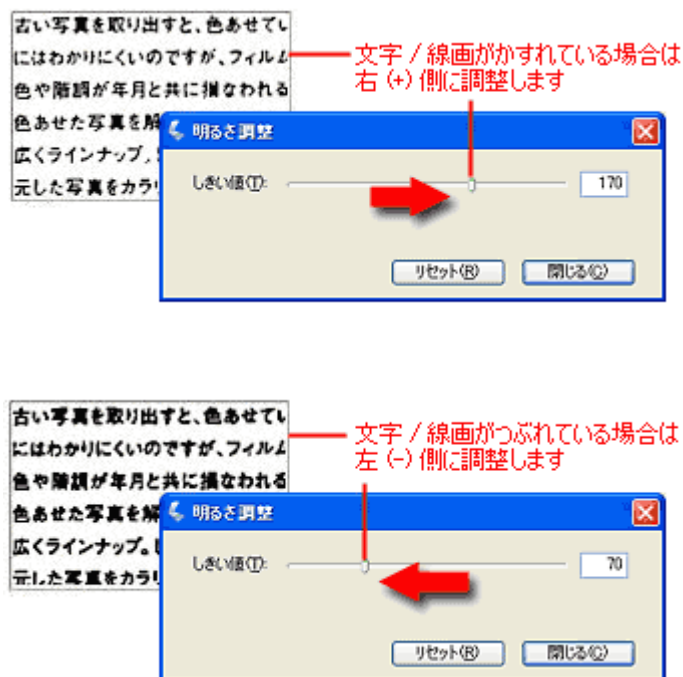 古い写真を取り出すと、色あせてい
にはわかりにくいのですが、フィルム
色や階調が年月と共に損なわれる
色あせた写真を解
広くラインナップ。
元した写真をカラリ
文字 / 線画がかすれている場合は
右 (+) 側に調整します
明るさ調整
しきい値(T):
170
リセット(R)
閉じる(C)
古い写真を取り出すと、色あせてい
にはわかりにくいのですが、フィルム
色や階調が年月と共に損なわれる
色あせた写真を解
広くラインナップ。
元した写真をカラリ
文字 / 線画がつぶれている場合は
左 (-) 側に調整します
明るさ調整
しきい値(T):
70
リセット(R)
閉じる(C)